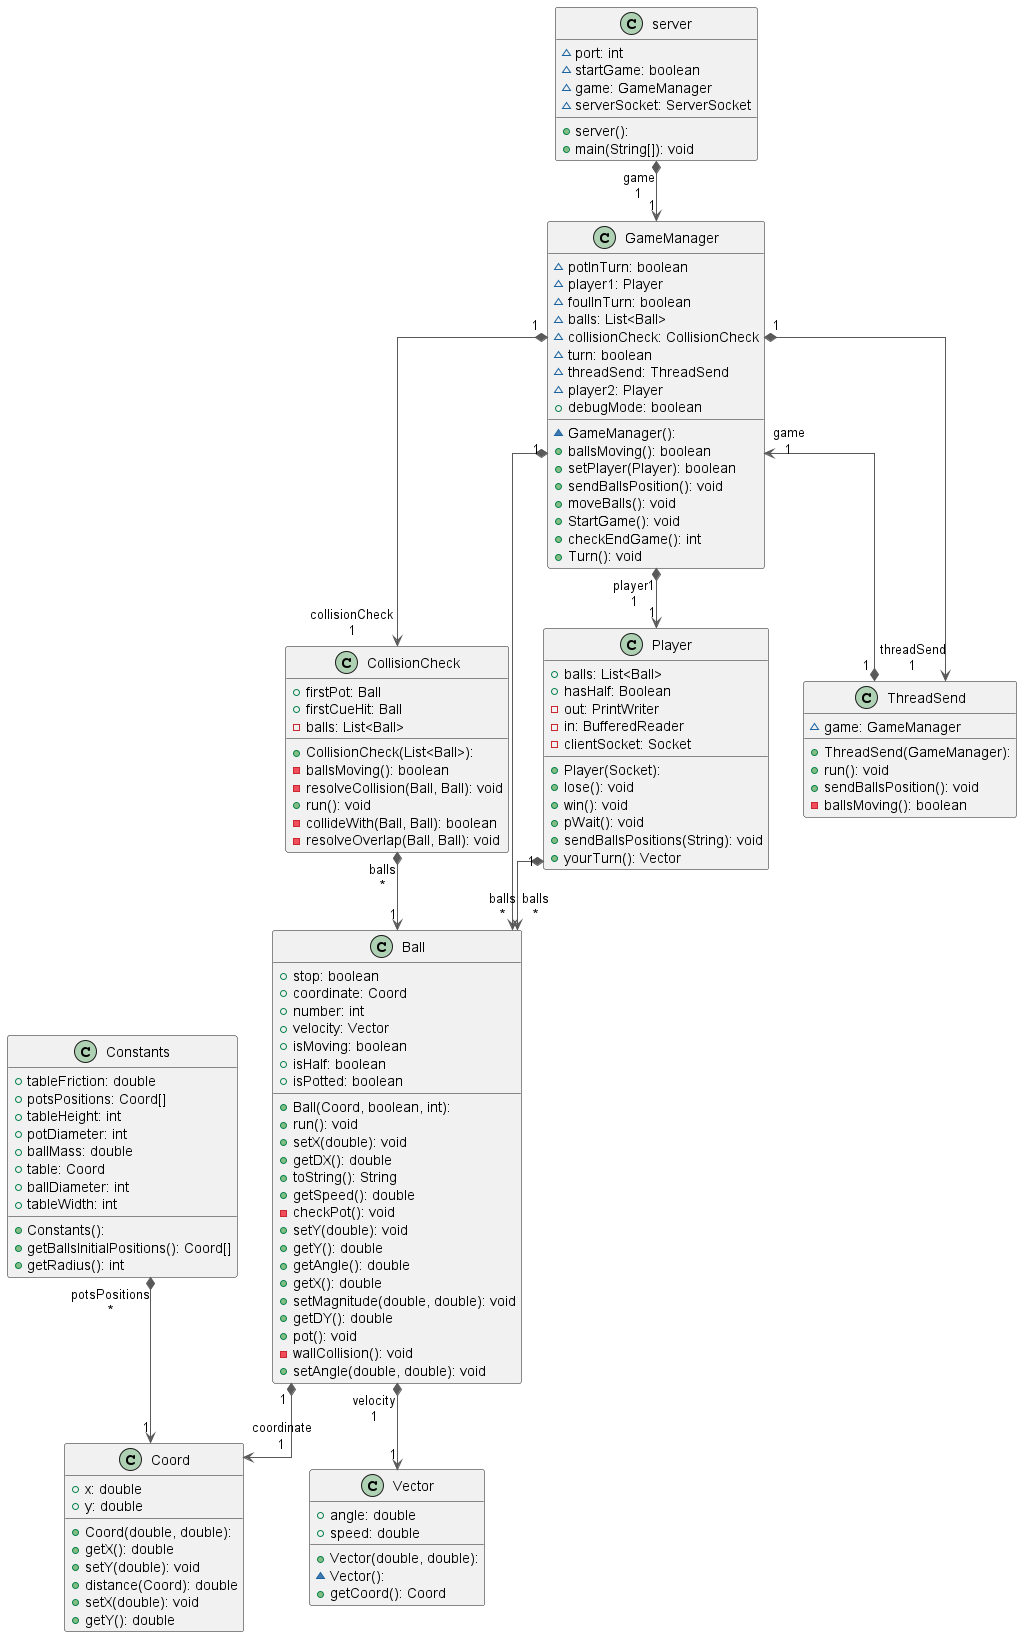 C server
port: int
startGame: boolean
game: GameManager
serverSocket: ServerSocket
server():
main(String[]): void
game
1
1
C GameManager
potInTurn: boolean
player1: Player
foulInTurn: boolean
balls: List<Ball>
collisionCheck: CollisionCheck
turn: boolean
threadSend: ThreadSend
player2: Player
debugMode: boolean
GameManager():
ballsMoving(): boolean
setPlayer(Player): boolean
sendBallsPosition(): void
moveBalls(): void
StartGame(): void
checkEndGame(): int
Turn(): void
1
1
1
game
1
player1
1
1
collisionCheck
1
threadSend
1
1
C CollisionCheck
firstPot: Ball
firstCueHit: Ball
balls: List<Ball>
CollisionCheck(List<Ball>):
ballsMoving(): boolean
resolveCollision(Ball, Ball): void
run(): void
collideWith(Ball, Ball): boolean
resolveOverlap(Ball, Ball): void
C Player
balls: List<Ball>
hasHalf: Boolean
out: PrintWriter
in: BufferedReader
clientSocket: Socket
Player(Socket):
lose(): void
win(): void
pWait(): void
sendBallsPositions(String): void
yourTurn(): Vector
C ThreadSend
game: GameManager
ThreadSend(GameManager):
run(): void
sendBallsPosition(): void
ballsMoving(): boolean
balls
*
1
1
balls
*
balls
*
C Ball
stop: boolean
coordinate: Coord
number: int
velocity: Vector
isMoving: boolean
isHalf: boolean
isPotted: boolean
Ball(Coord, boolean, int):
run(): void
setX(double): void
getDX(): double
toString(): String
getSpeed(): double
checkPot(): void
setY(double): void
getY(): double
getAngle(): double
getX(): double
setMagnitude(double, double): void
getDY(): double
pot(): void
wallCollision(): void
setAngle(double, double): void
C Constants
tableFriction: double
potsPositions: Coord[]
tableHeight: int
potDiameter: int
ballMass: double
table: Coord
ballDiameter: int
tableWidth: int
Constants():
getBallsInitialPositions(): Coord[]
getRadius(): int
potsPositions
*
1
1
coordinate
1
velocity
1
1
C Coord
x: double
y: double
Coord(double, double):
getX(): double
setY(double): void
distance(Coord): double
setX(double): void
getY(): double
C Vector
angle: double
speed: double
Vector(double, double):
Vector():
getCoord(): Coord